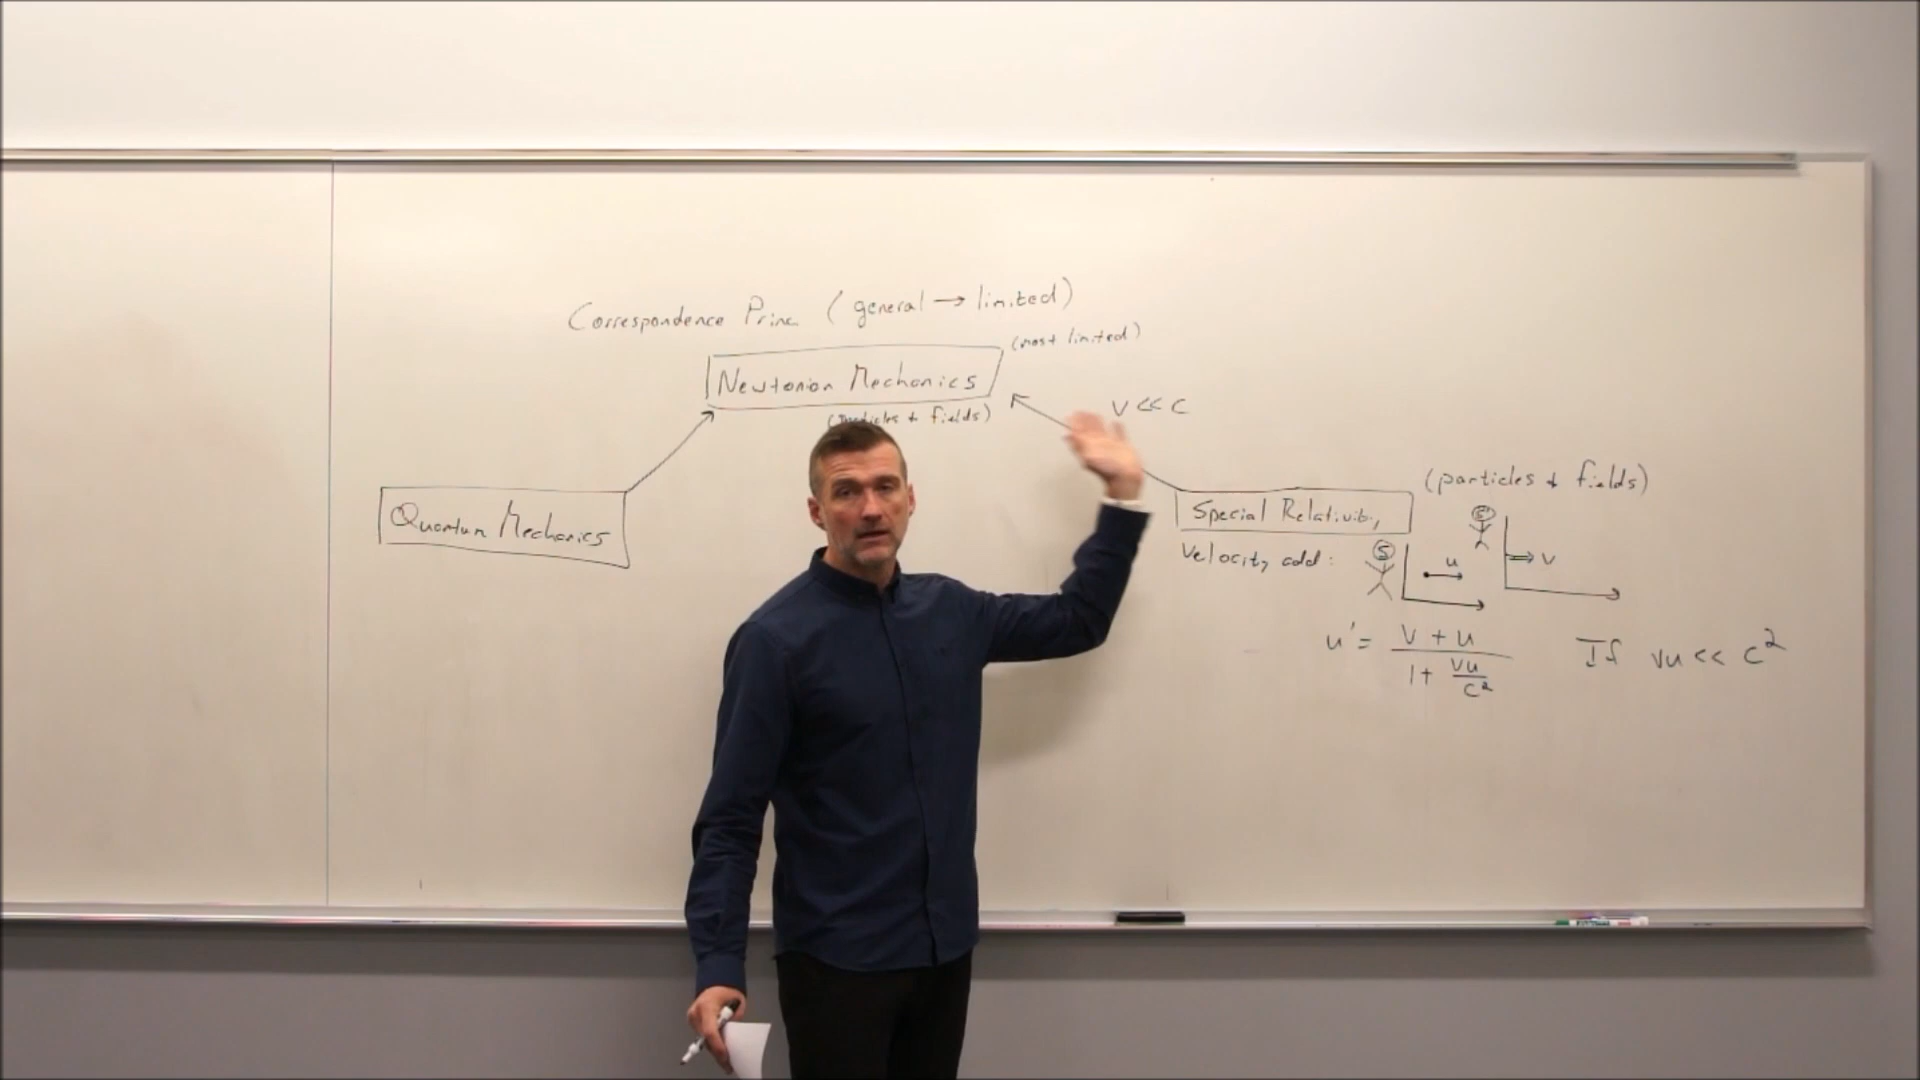 Correspondence Princ. (general → limited)
(most limited)
Newtonian Mechanics
(particles + fields)
v << c
Quantum Mechanics
(particles + fields)
Special Relativity
S'
Velocity add:
S
u
v
u' = (v + u) / (1 + vu/c²)
If vu << c²